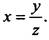 x = y/z.